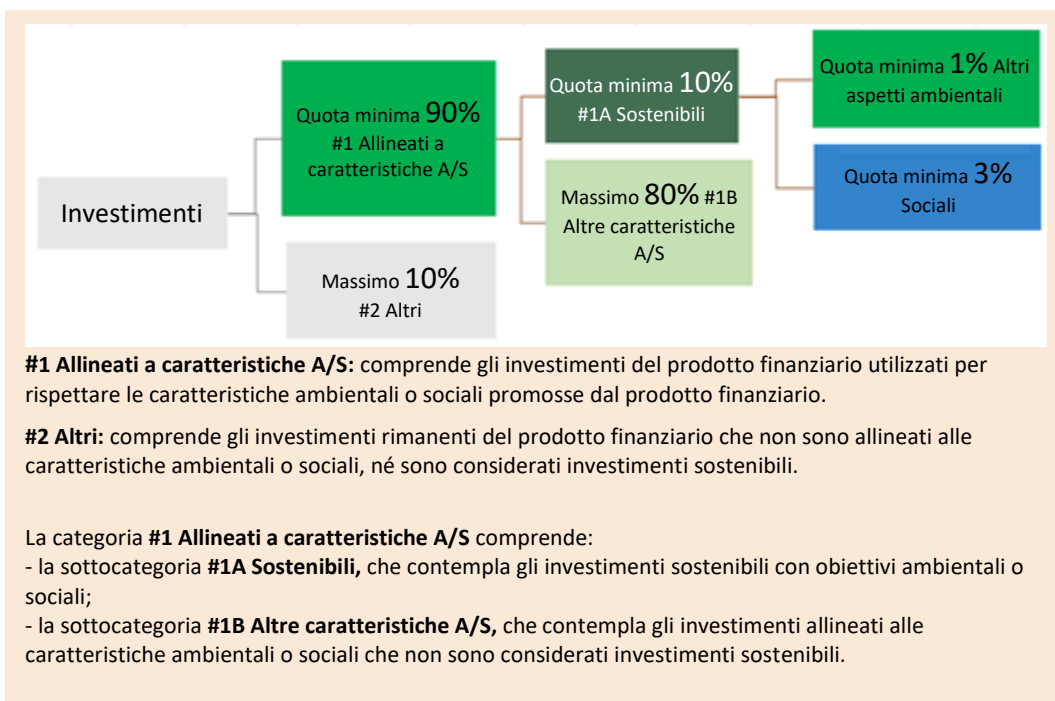 Investimenti
Quota minima 90%
#1 Allineati a
caratteristiche A/S
Massimo 10%
#2 Altri
Quota minima 10%
#1A Sostenibili
Massimo 80% #1B
Altre caratteristiche
A/S
Quota minima 1% Altri
aspetti ambientali
Quota minima 3%
Sociali
#1 Allineati a caratteristiche A/S: comprende gli investimenti del prodotto finanziario utilizzati per
rispettare le caratteristiche ambientali o sociali promosse dal prodotto finanziario.
#2 Altri: comprende gli investimenti rimanenti del prodotto finanziario che non sono allineati alle
caratteristiche ambientali o sociali, né sono considerati investimenti sostenibili.
La categoria #1 Allineati a caratteristiche A/S comprende:
- la sottocategoria #1A Sostenibili, che contempla gli investimenti sostenibili con obiettivi ambientali o
sociali;
- la sottocategoria #1B Altre caratteristiche A/S, che contempla gli investimenti allineati alle
caratteristiche ambientali o sociali che non sono considerati investimenti sostenibili.